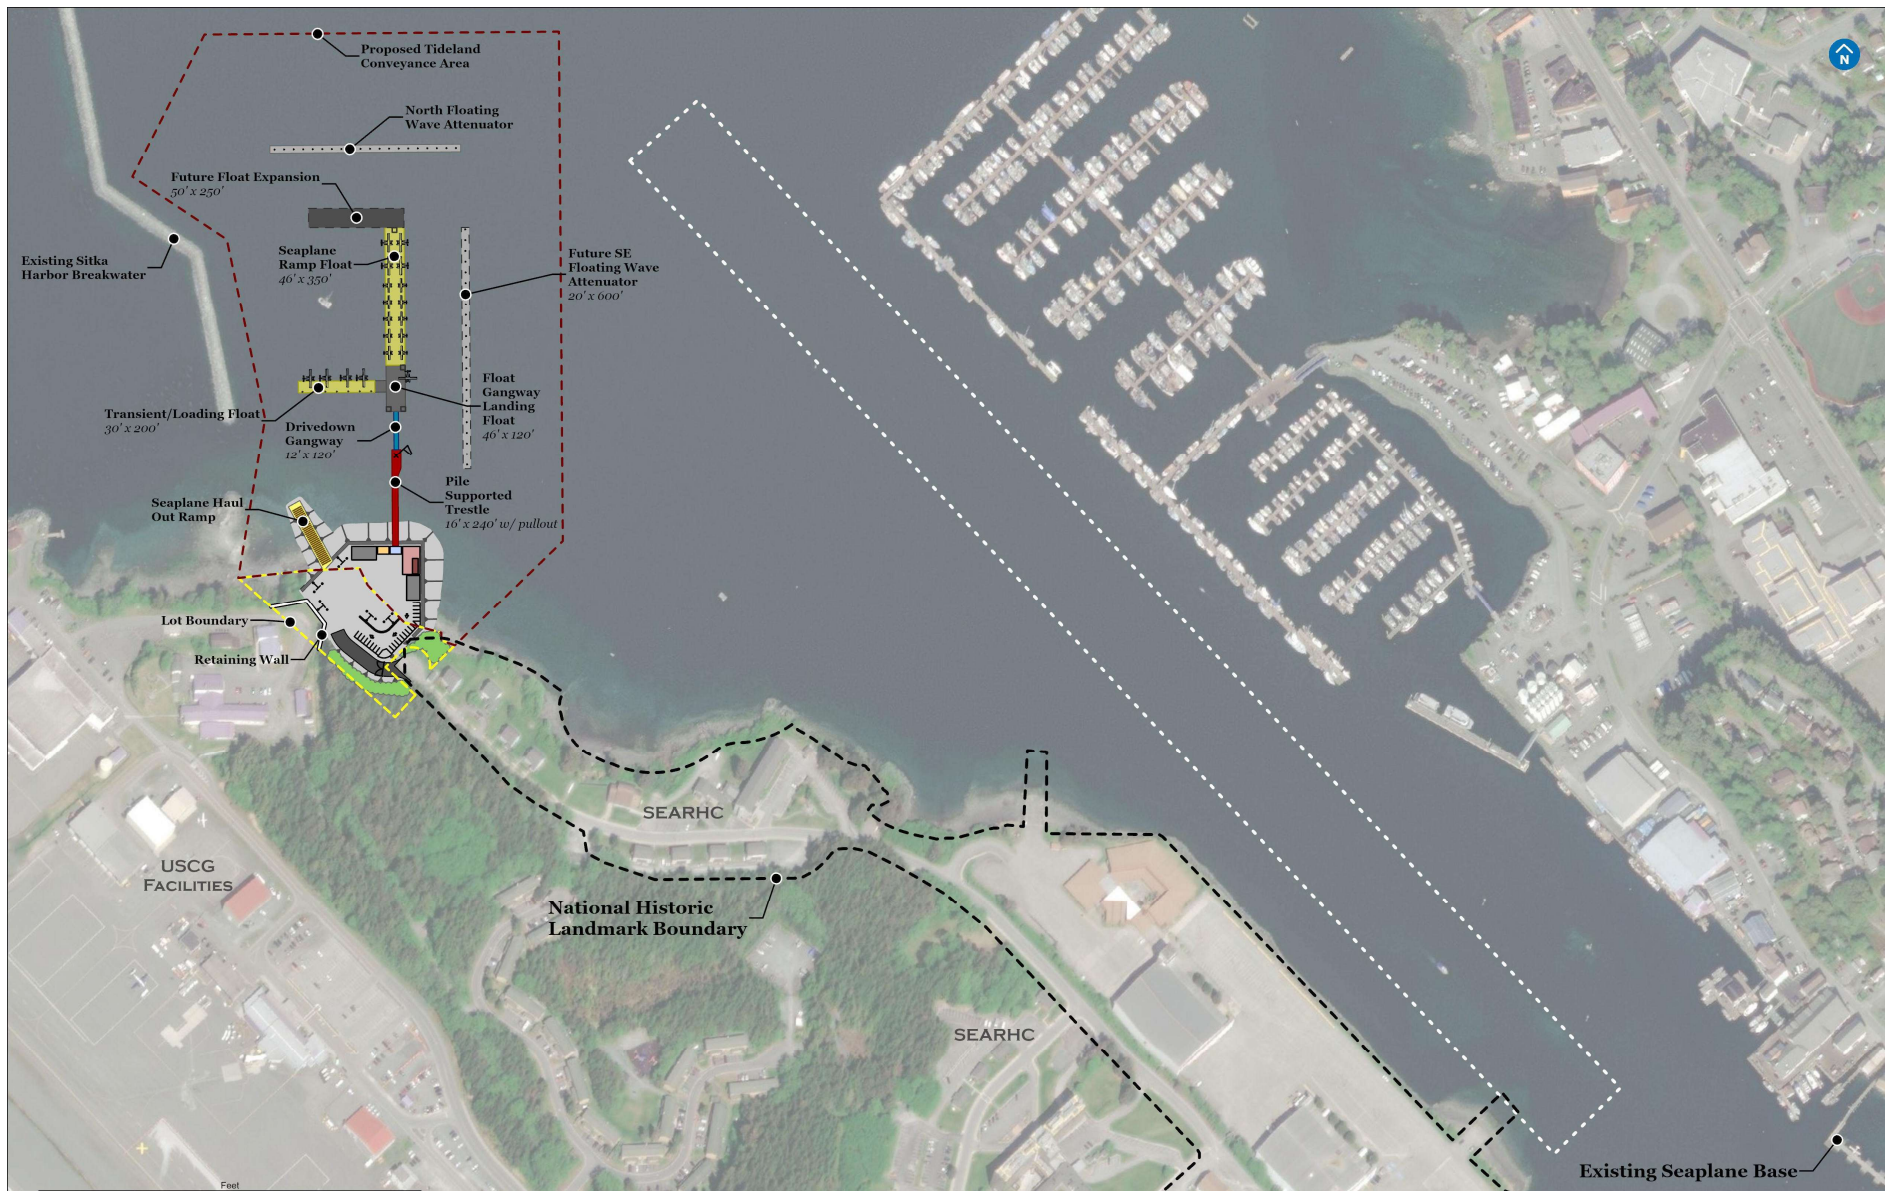 Proposed Tideland
Conveyance Area
N
North Floating
Wave Attenuator
Future Float Expansion
50' x 250'
Existing Sitka
Harbor Breakwater
Seaplane
Ramp Float
46' x 350'
Future SE
Floating Wave
Attenuator
20' x 600'
Transient/Loading Float
30' x 200'
Drivedown
Gangway
12' x 120'
Float
Gangway
Landing
Float
46' x 120'
Seaplane Haul
Out Ramp
Pile
Supported
Trestle
16' x 240' w/ pullout
Lot Boundary
Retaining Wall
SEARHC
USCG
Facilities
National Historic
Landmark Boundary
SEARHC
Existing Seaplane Base
Feet